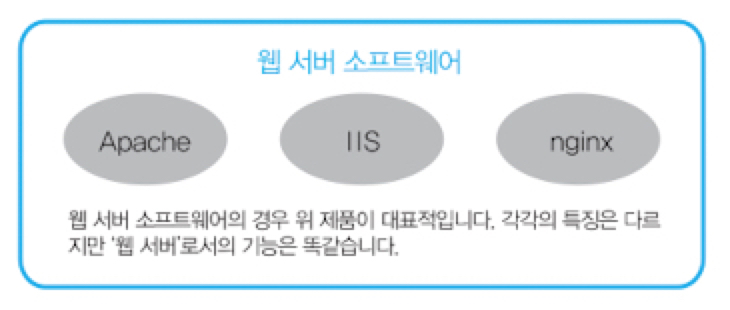 웹 서버 소프트웨어
Apache IIS nginx
웹 서버 소프트웨어의 경우 위 제품이 대표적입니다. 각각의 특징은 다르
지만 '웹 서버'로서의 기능은 똑같습니다.